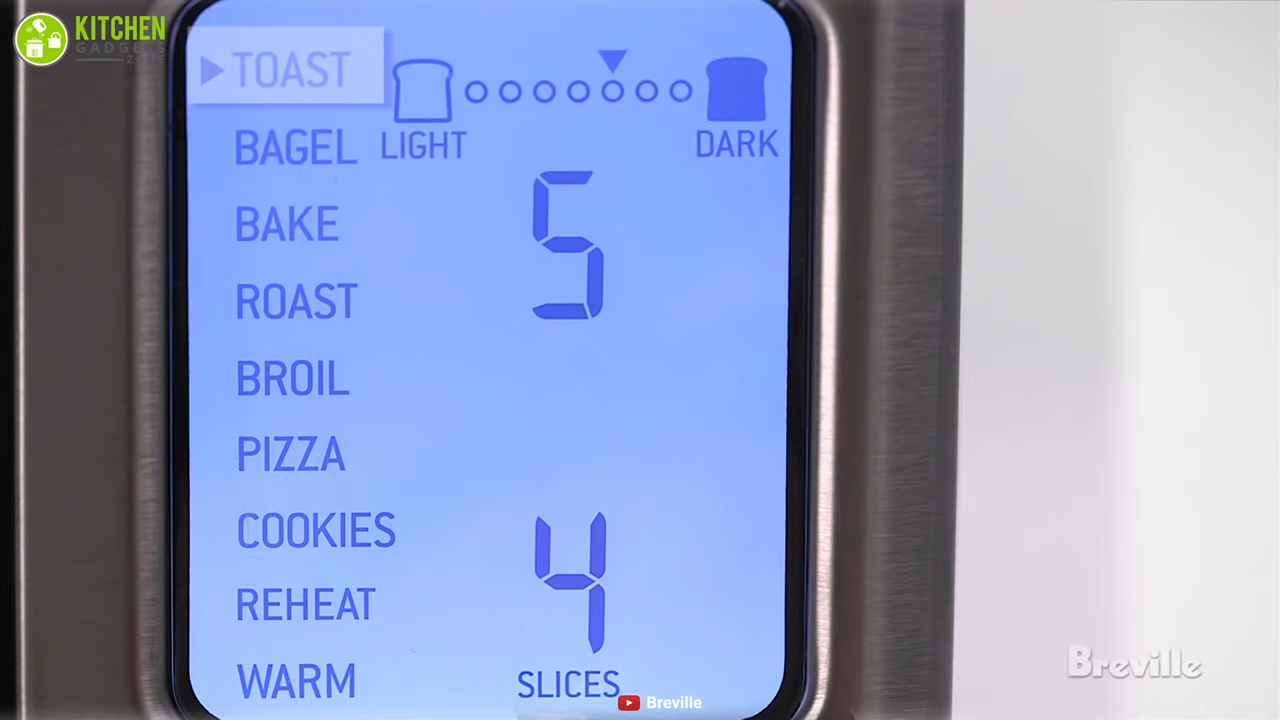 KITCHEN
GADGETS
ZONE
TOAST
LIGHT
DARK
BAGEL
5
BAKE
ROAST
BROIL
PIZZA
COOKIES
4
REHEAT
WARM
SLICES
Breville
Breville